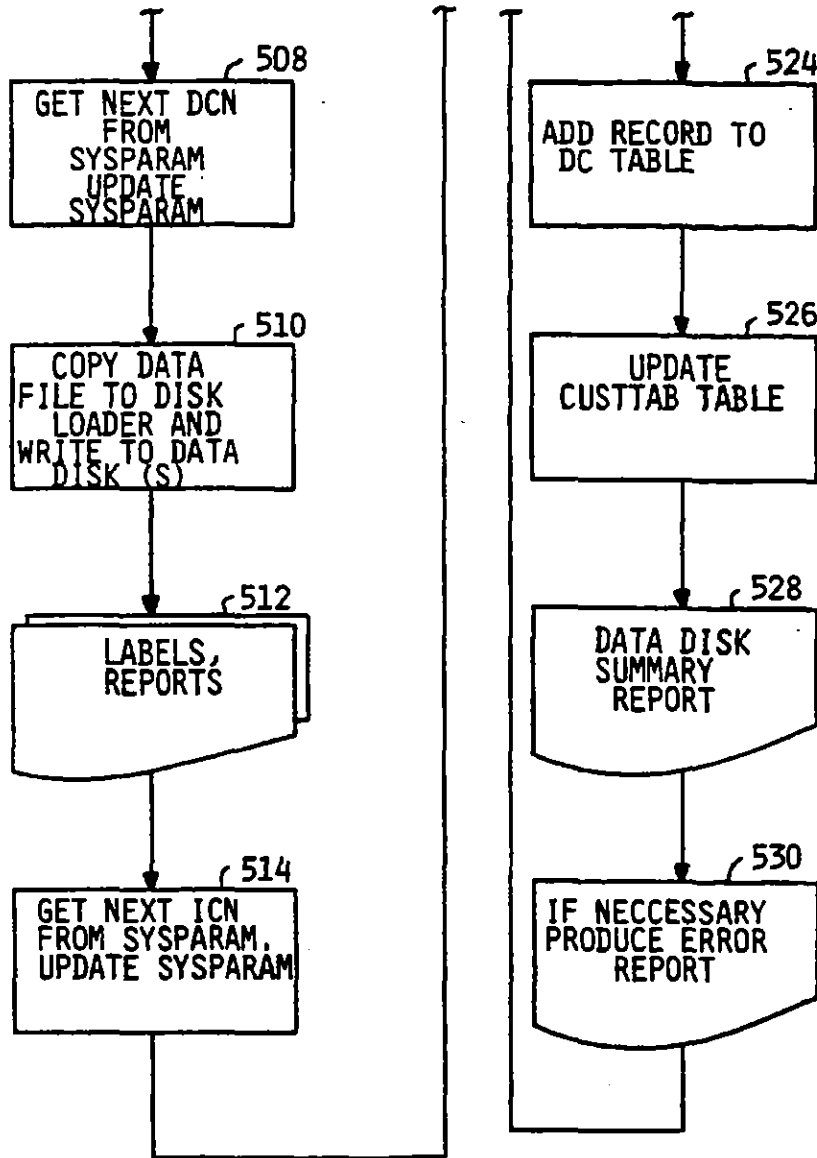 508
GET NEXT DCN
FROM
SYSPARAM
UPDATE
SYSPARAM
510
COPY DATA
FILE TO DISK
LOADER AND
WRITE TO DATA
DISK (S)
512
LABELS,
REPORTS
514
GET NEXT ICN
FROM SYSPARAM.
UPDATE SYSPARAM
524
ADD RECORD TO
DC TABLE
526
UPDATE
CUSTTAB TABLE
528
DATA DISK
SUMMARY
REPORT
530
IF NECCESSARY
PRODUCE ERROR
REPORT